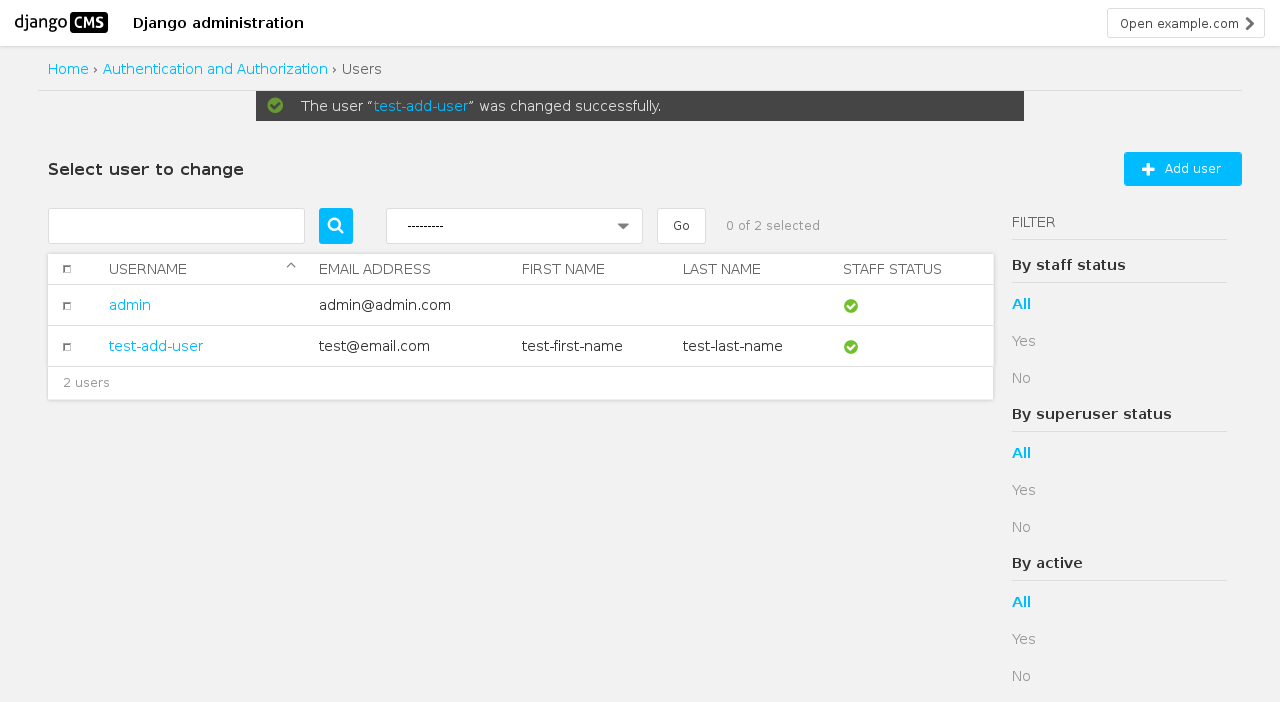 django CMS Django administration Open example.com
Home › Authentication and Authorization › Users
The user “test-add-user” was changed successfully.
Select user to change
Add user
--------- Go 0 of 2 selected
USERNAME EMAIL ADDRESS FIRST NAME LAST NAME STAFF STATUS
admin admin@admin.com
test-add-user test@email.com test-first-name test-last-name
2 users
FILTER
By staff status
All
Yes
No
By superuser status
All
Yes
No
By active
All
Yes
No